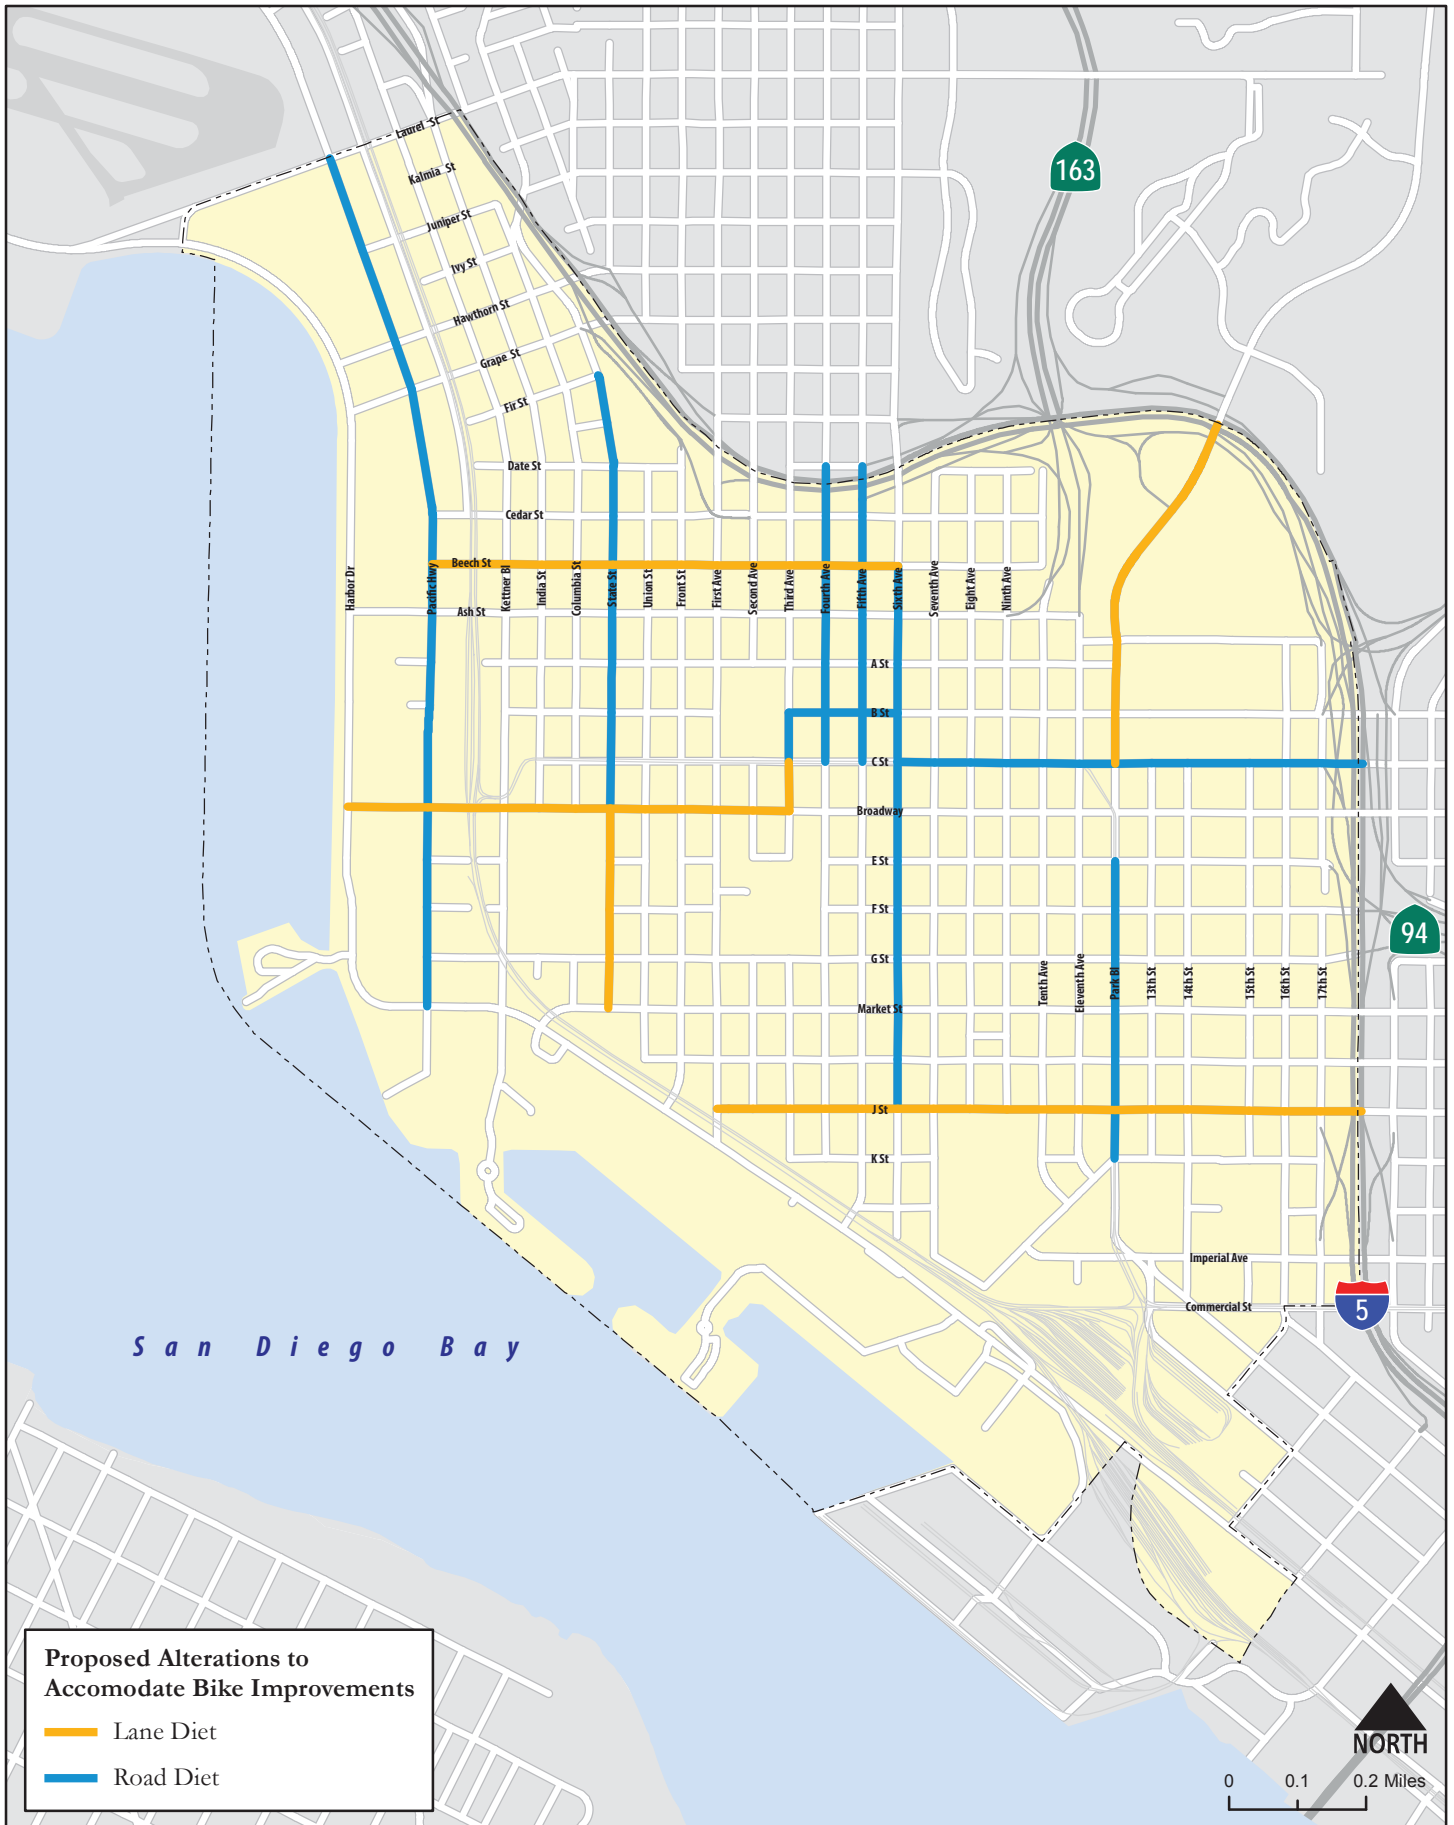 163
Laurel St
Kalmia St
Juniper St
Ivy St
Hawthorn St
Grape St
Fir St
Date St
Cedar St
Beech St
Harbor Dr
Pacific Hwy
Kettner Bl
India St
Columbia St
State St
Union St
Front St
First Ave
Second Ave
Third Ave
Fourth Ave
Fifth Ave
Sixth Ave
Seventh Ave
Eight Ave
Ninth Ave
Ash St
A St
B St
C St
Broadway
E St
F St
94
G St
Tenth Ave
Eleventh Ave
Park Bl
13th St
14th St
15th St
16th St
17th St
Market St
J St
K St
Imperial Ave
Commercial St
5
San Diego Bay
Proposed Alterations to
Accomodate Bike Improvements
Lane Diet
Road Diet
NORTH
0 0.1 0.2 Miles